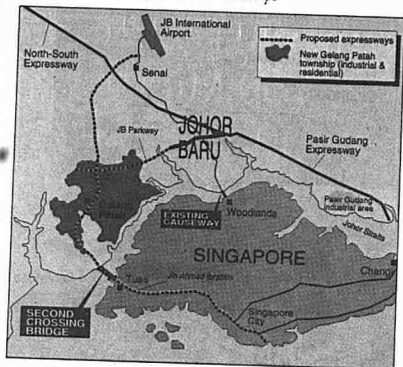 JB International
Airport
North-South
Expressway
Senai
Proposed expressways
New Gelang Patah
township (industrial &
residential)
JB Parkway
JOHOR
BARU
Pasir Gudang
Expressway
Gelang
Patah
EXISTING
CAUSEWAY
Woodlands
Pasir Gudang
industrial area
Johor Straits
SINGAPORE
Changi
Tuas
Jln Ahmad Ibrahim
SECOND
CROSSING
BRIDGE
Singapore
City